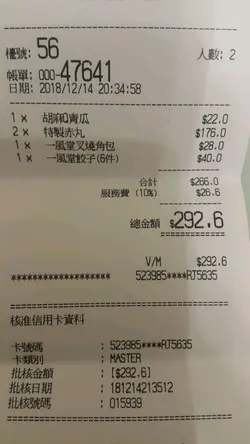 檯號: 56 人數: 2
帳單: 000-47641
日期: 2018/12/14 20:34:58
1 x 胡麻青瓜 $22.0
2 x 特製赤丸 $176.0
1 x 一風堂叉燒角包 $28.0
1 x 一風堂餃子(6件) $40.0
合計 $266.0
服務費 (10%) $26.6
總金額 $292.6
V/M $292.6
******************* 523985****RJ5635
核准信用卡資料
卡號碼 : 523985****RJ5635
卡類別 : MASTER
批核金額 : [$292.6]
批核日期 : 181214213512
批核號碼 : 015939